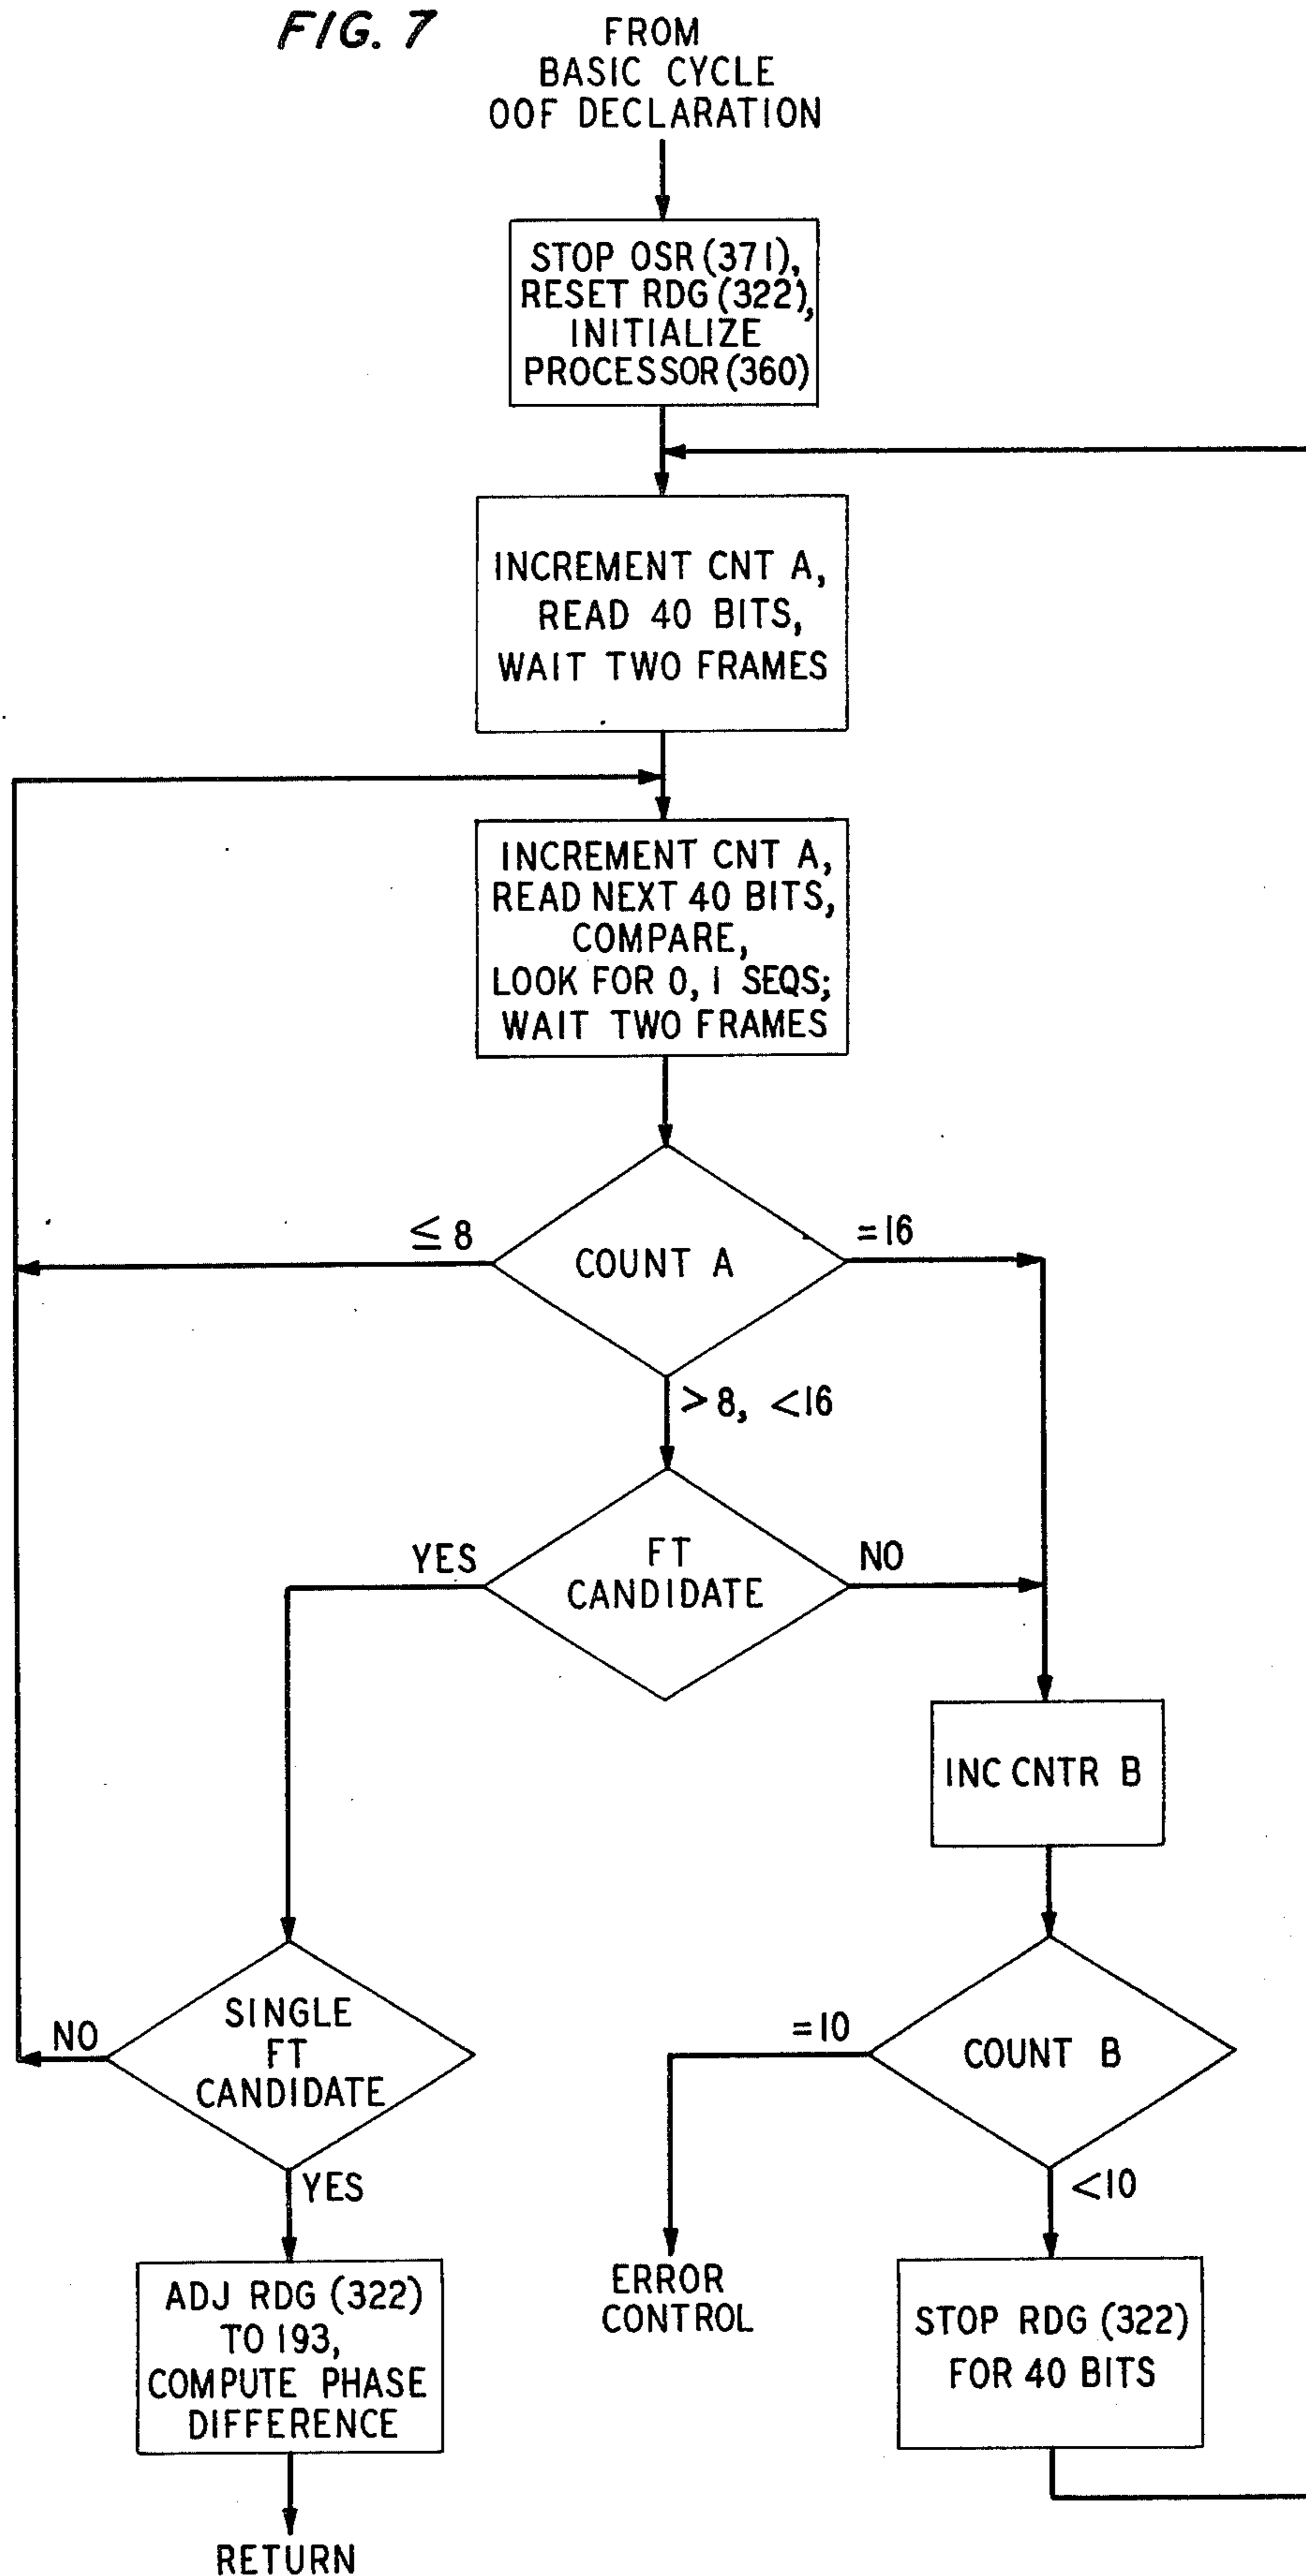 FIG. 7
FROM
BASIC CYCLE
OOF DECLARATION
STOP OSR (371),
RESET RDG (322),
INITIALIZE
PROCESSOR (360)
INCREMENT CNT A,
READ 40 BITS,
WAIT TWO FRAMES
INCREMENT CNT A,
READ NEXT 40 BITS,
COMPARE,
LOOK FOR 0, 1 SEQS;
WAIT TWO FRAMES
≤ 8
COUNT A
=16
>8, <16
YES
FT
CANDIDATE
NO
INC CNTR B
NO
SINGLE
FT
CANDIDATE
=10
COUNT B
YES
<10
ADJ RDG (322)
TO 193,
COMPUTE PHASE
DIFFERENCE
ERROR
CONTROL
STOP RDG (322)
FOR 40 BITS
RETURN